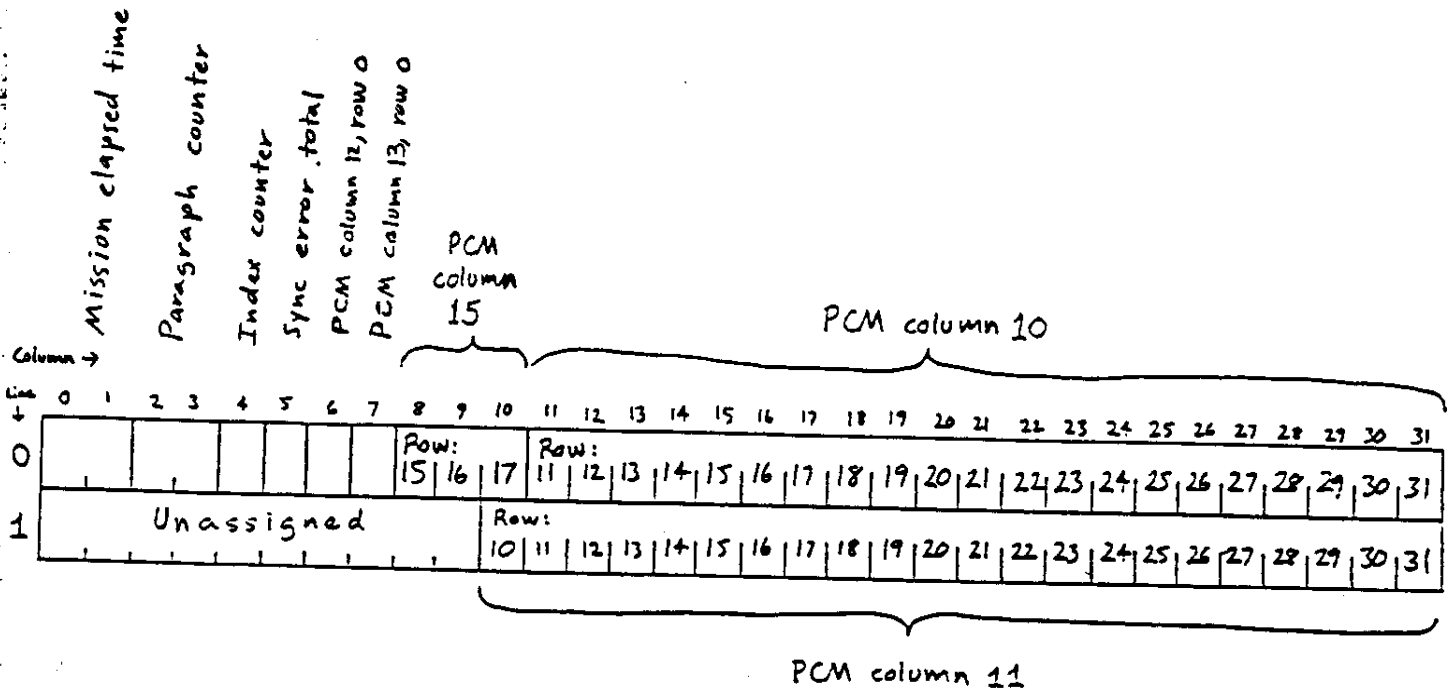 Mission elapsed time
Paragraph counter
Index counter
Sync error total
PCM column 12, row 0
PCM column 13, row 0
PCM
column
15
PCM column 10
Column →
Line
↓
0 1 2 3 4 5 6 7 8 9 10 11 12 13 14 15 16 17 18 19 20 21 22 23 24 25 26 27 28 29 30 31
0
Row: Row:
15 16 17 11 12 13 14 15 16 17 18 19 20 21 22 23 24 25 26 27 28 29 30 31
1
Unassigned
Row:
10 11 12 13 14 15 16 17 18 19 20 21 22 23 24 25 26 27 28 29 30 31
PCM column 11